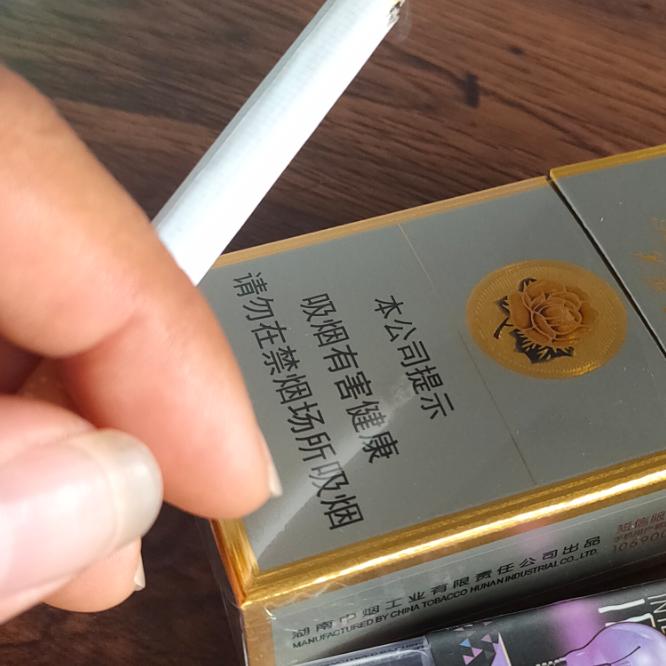 本公司提示
吸烟有害健康
请勿在禁烟场所吸烟
湖南中烟工业有限责任公司出品
MANUFACTURED BY CHINA TOBACCO HUNAN INDUSTRIAL CO., LTD.